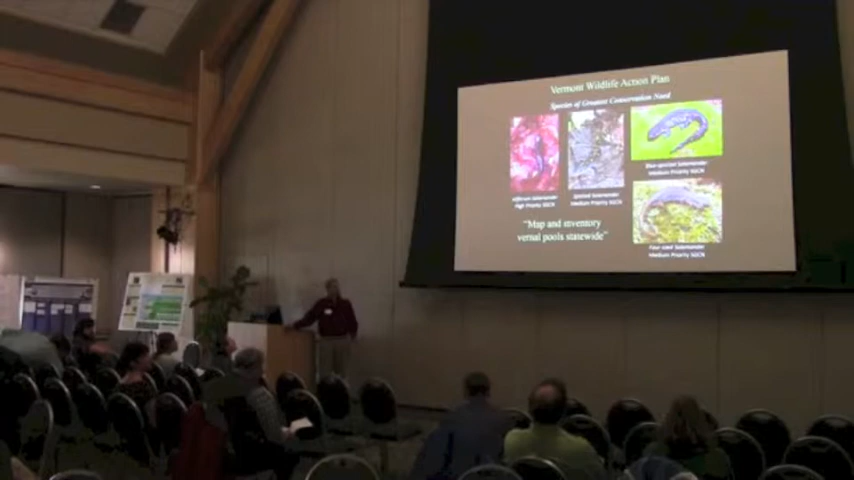 Vermont Wildlife Action Plan
Species of Greatest Conservation Need
Jefferson Salamander
High Priority SGCN
Spotted Salamander
Medium Priority SGCN
Blue-spotted Salamander
Medium Priority SGCN
"Map and inventory
vernal pools statewide"
Four-toed Salamander
Medium Priority SGCN